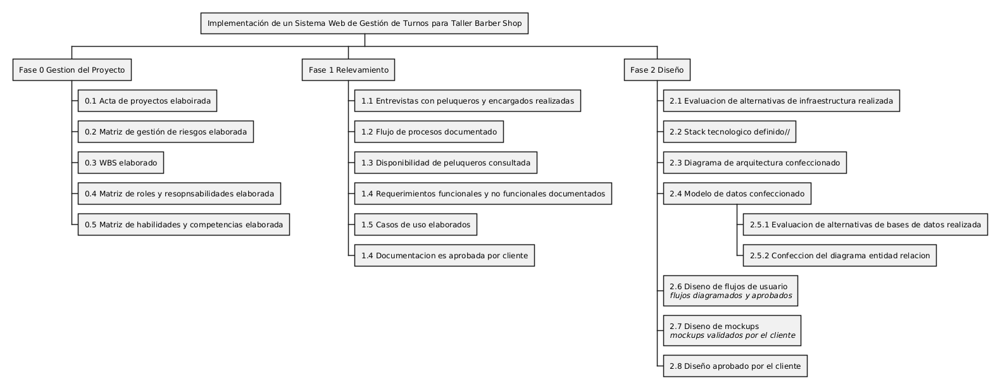 Implementación de un Sistema Web de Gestión de Turnos para Taller Barber Shop
Fase 0 Gestion del Proyecto
0.1 Acta de proyectos elaboirada
0.2 Matriz de gestión de riesgos elaborada
0.3 WBS elaborado
0.4 Matriz de roles y resopnsabilidades elaborada
0.5 Matriz de habilidades y competencias elaborada
Fase 1 Relevamiento
1.1 Entrevistas con peluqueros y encargados realizadas
1.2 Flujo de procesos documentado
1.3 Disponibilidad de peluqueros consultada
1.4 Requerimientos funcionales y no funcionales documentados
1.5 Casos de uso elaborados
1.4 Documentacion es aprobada por cliente
Fase 2 Diseño
2.1 Evaluacion de alternativas de infraestructura realizada
2.2 Stack tecnologico definido//
2.3 Diagrama de arquitectura confeccionado
2.4 Modelo de datos confeccionado
2.5.1 Evaluacion de alternativas de bases de datos realizada
2.5.2 Confeccion del diagrama entidad relacion
2.6 Diseno de flujos de usuario
flujos diagramados y aprobados
2.7 Diseno de mockups
mockups validados por el cliente
2.8 Diseño aprobado por el cliente